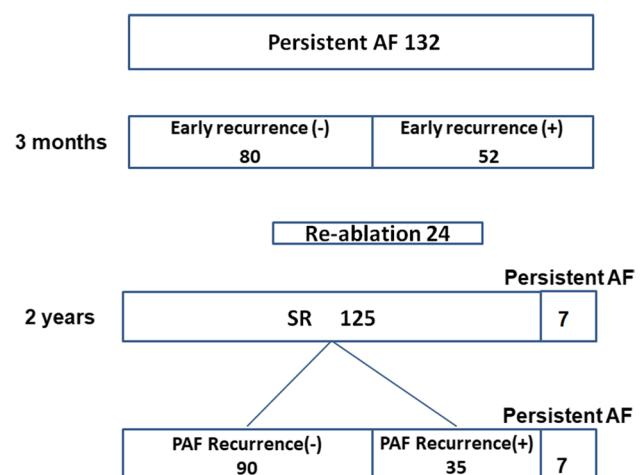 Persistent AF 132
3 months
Early recurrence (-)
80
Early recurrence (+)
52
Re-ablation 24
Persistent AF
2 years
SR 125
7
Persistent AF
PAF Recurrence(-)
90
PAF Recurrence(+)
35
7